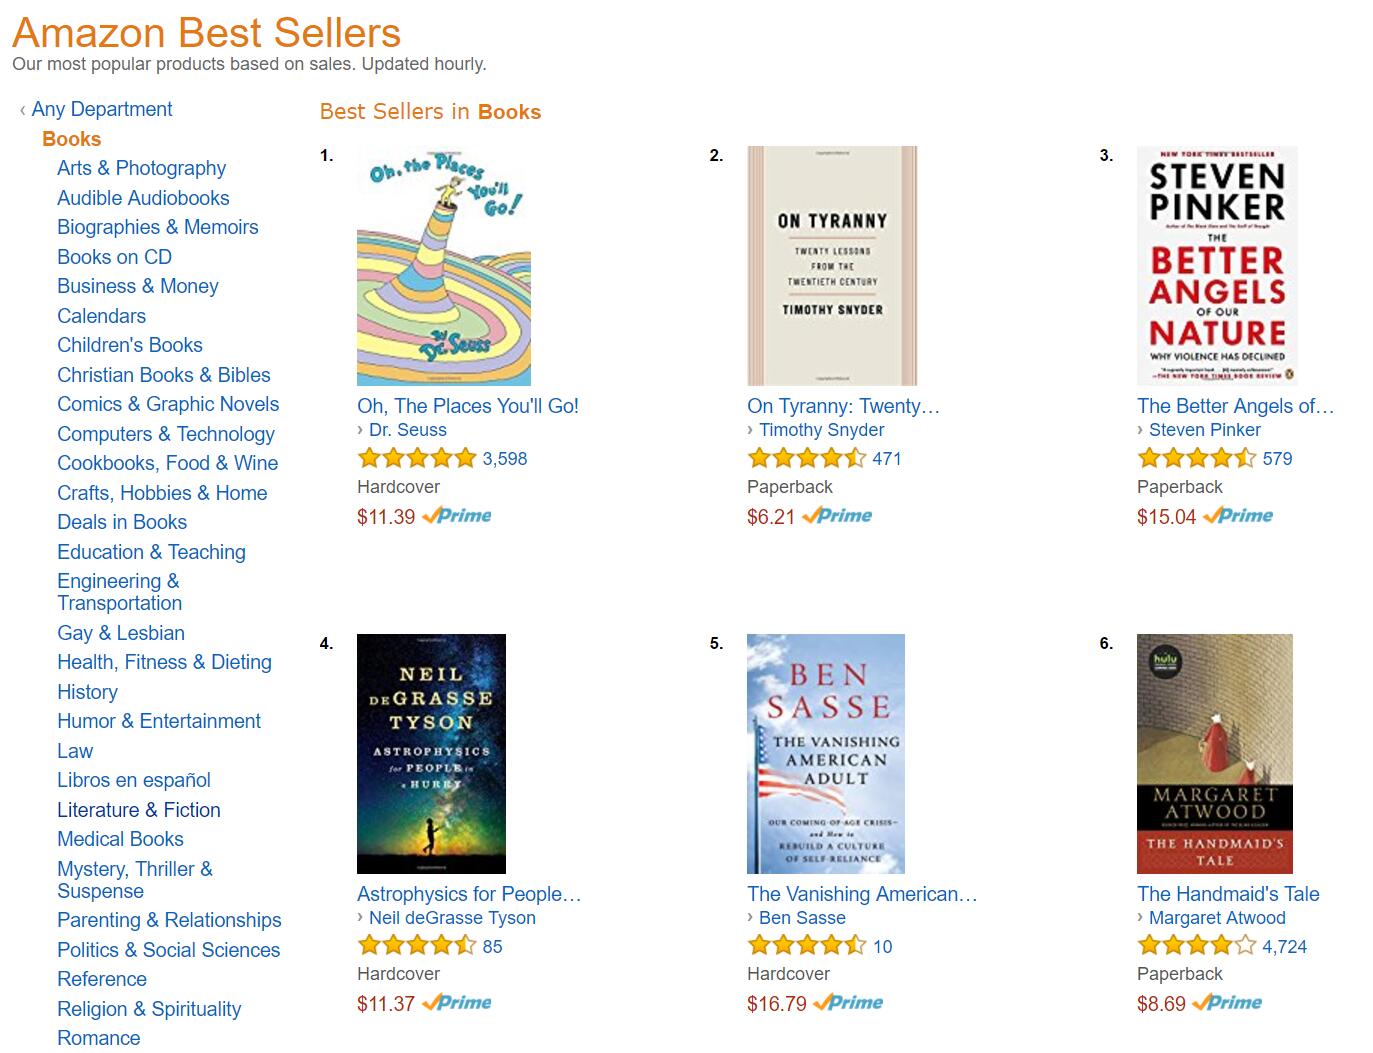 Amazon Best Sellers
Our most popular products based on sales. Updated hourly.
‹ Any Department
Books
Arts & Photography
Audible Audiobooks
Biographies & Memoirs
Books on CD
Business & Money
Calendars
Children's Books
Christian Books & Bibles
Comics & Graphic Novels
Computers & Technology
Cookbooks, Food & Wine
Crafts, Hobbies & Home
Deals in Books
Education & Teaching
Engineering &
Transportation
Gay & Lesbian
Health, Fitness & Dieting
History
Humor & Entertainment
Law
Libros en español
Literature & Fiction
Medical Books
Mystery, Thriller &
Suspense
Parenting & Relationships
Politics & Social Sciences
Reference
Religion & Spirituality
Romance
Best Sellers in Books
1.
Oh, the Places
You'll
Go!
by
Dr. Seuss
Oh, The Places You'll Go!
› Dr. Seuss
3,598
Hardcover
$11.39 Prime
2.
ON TYRANNY
TWENTY LESSONS
FROM THE
TWENTIETH CENTURY
TIMOTHY SNYDER
On Tyranny: Twenty…
› Timothy Snyder
471
Paperback
$6.21 Prime
3.
NEW YORK TIMES BESTSELLER
STEVEN
PINKER
THE
BETTER
ANGELS
OF OUR
NATURE
WHY VIOLENCE HAS DECLINED
—THE NEW YORK TIMES BOOK REVIEW
The Better Angels of…
› Steven Pinker
579
Paperback
$15.04 Prime
4.
NEIL
DEGRASSE
TYSON
ASTROPHYSICS
for PEOPLE in
a HURRY
Astrophysics for People…
› Neil deGrasse Tyson
85
Hardcover
$11.37 Prime
5.
BEN
SASSE
THE VANISHING
AMERICAN
ADULT
OUR COMING-OF-AGE CRISIS—
and How to
REBUILD A CULTURE
OF SELF-RELIANCE
The Vanishing American…
› Ben Sasse
10
Hardcover
$16.79 Prime
6.
hulu
MARGARET
ATWOOD
THE HANDMAID'S
TALE
The Handmaid's Tale
› Margaret Atwood
4,724
Paperback
$8.69 Prime